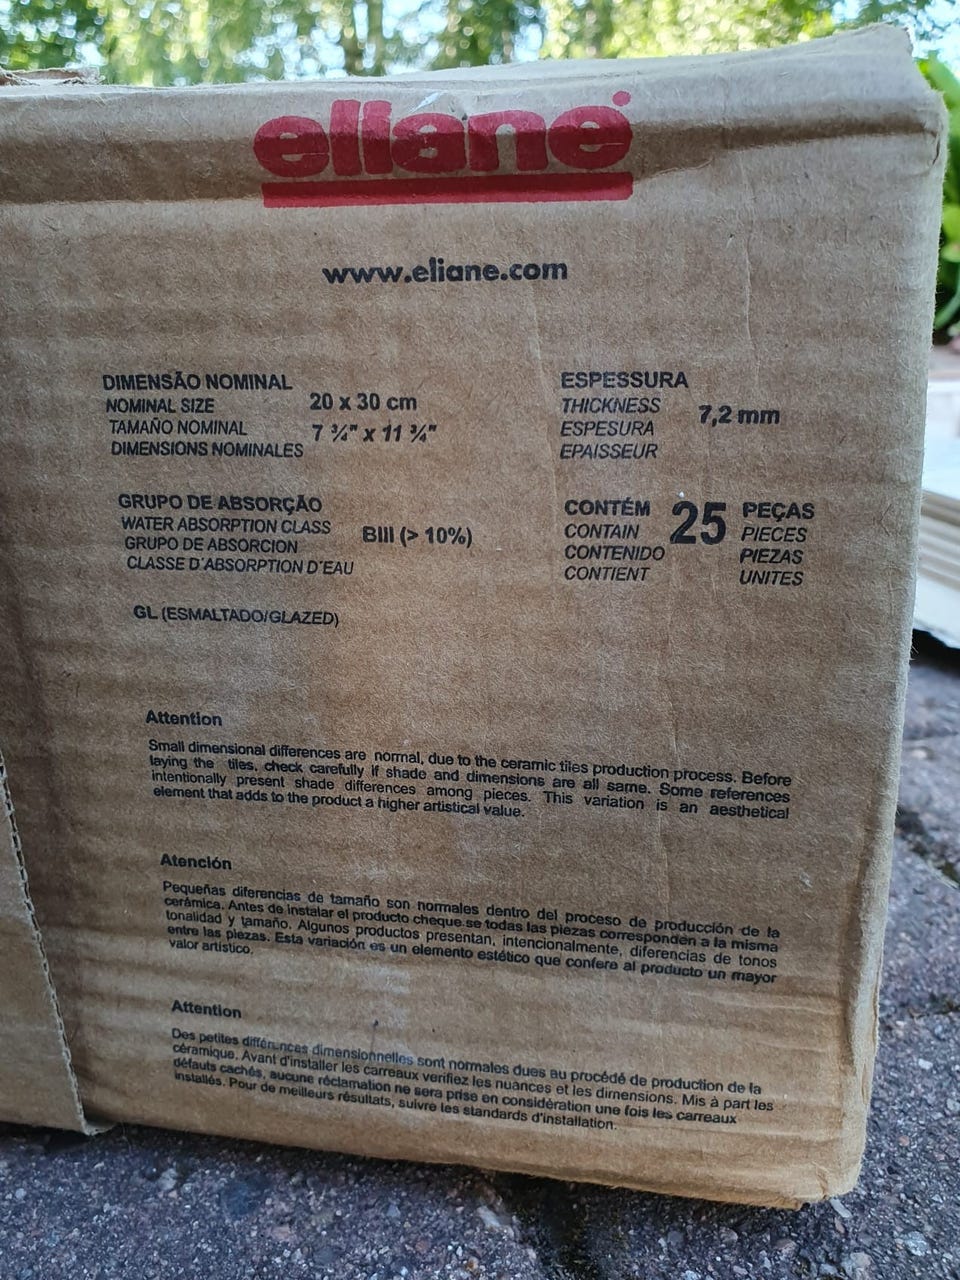 eliane
www.eliane.com
DIMENSÃO NOMINAL
NOMINAL SIZE
TAMAÑO NOMINAL
DIMENSIONS NOMINALES
20 x 30 cm
7 ¾" x 11 ¾"
ESPESSURA
THICKNESS
ESPESURA
EPAISSEUR
7,2 mm
GRUPO DE ABSORÇÃO
WATER ABSORPTION CLASS
GRUPO DE ABSORCION
CLASSE D'ABSORPTION D'EAU
BIII (> 10%)
CONTÉM
CONTAIN
CONTENIDO
CONTIENT
25
PEÇAS
PIECES
PIEZAS
UNITES
GL (ESMALTADO/GLAZED)
Attention
Small dimensional differences are normal, due to the ceramic tiles production process. Before
laying the tiles, check carefully if shade and dimensions are all same. Some references
intentionally present shade differences among pieces. This variation is an aesthetical
element that adds to the product a higher artistical value.
Atención
Pequeñas diferencias de tamaño son normales dentro del proceso de producción de la
cerámica. Antes de instalar el producto cheque se todas las piezas corresponden a la misma
tonalidad y tamaño. Algunos productos presentan, intencionalmente, diferencias de tonos
entre las piezas. Esta variación es un elemento estético que confere al producto un mayor
valor artístico.
Attention
Des petites différences dimensionnelles sont normales dues au procédé de production de la
céramique. Avant d'installer les carreaux verifiez les nuances et les dimensions. Mis à part les
défauts cachés, aucune réclamation ne sera prise en considération une fois les carreaux
installés. Pour de meilleurs résultats, suivre les standards d'installation.